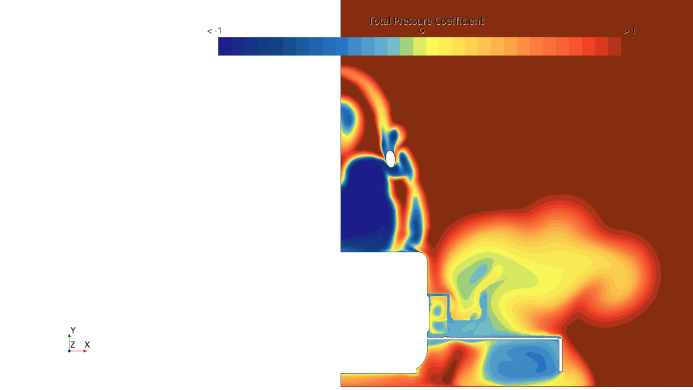 Total Pressure Coefficient
< -1 0 > 1
Y
Z X